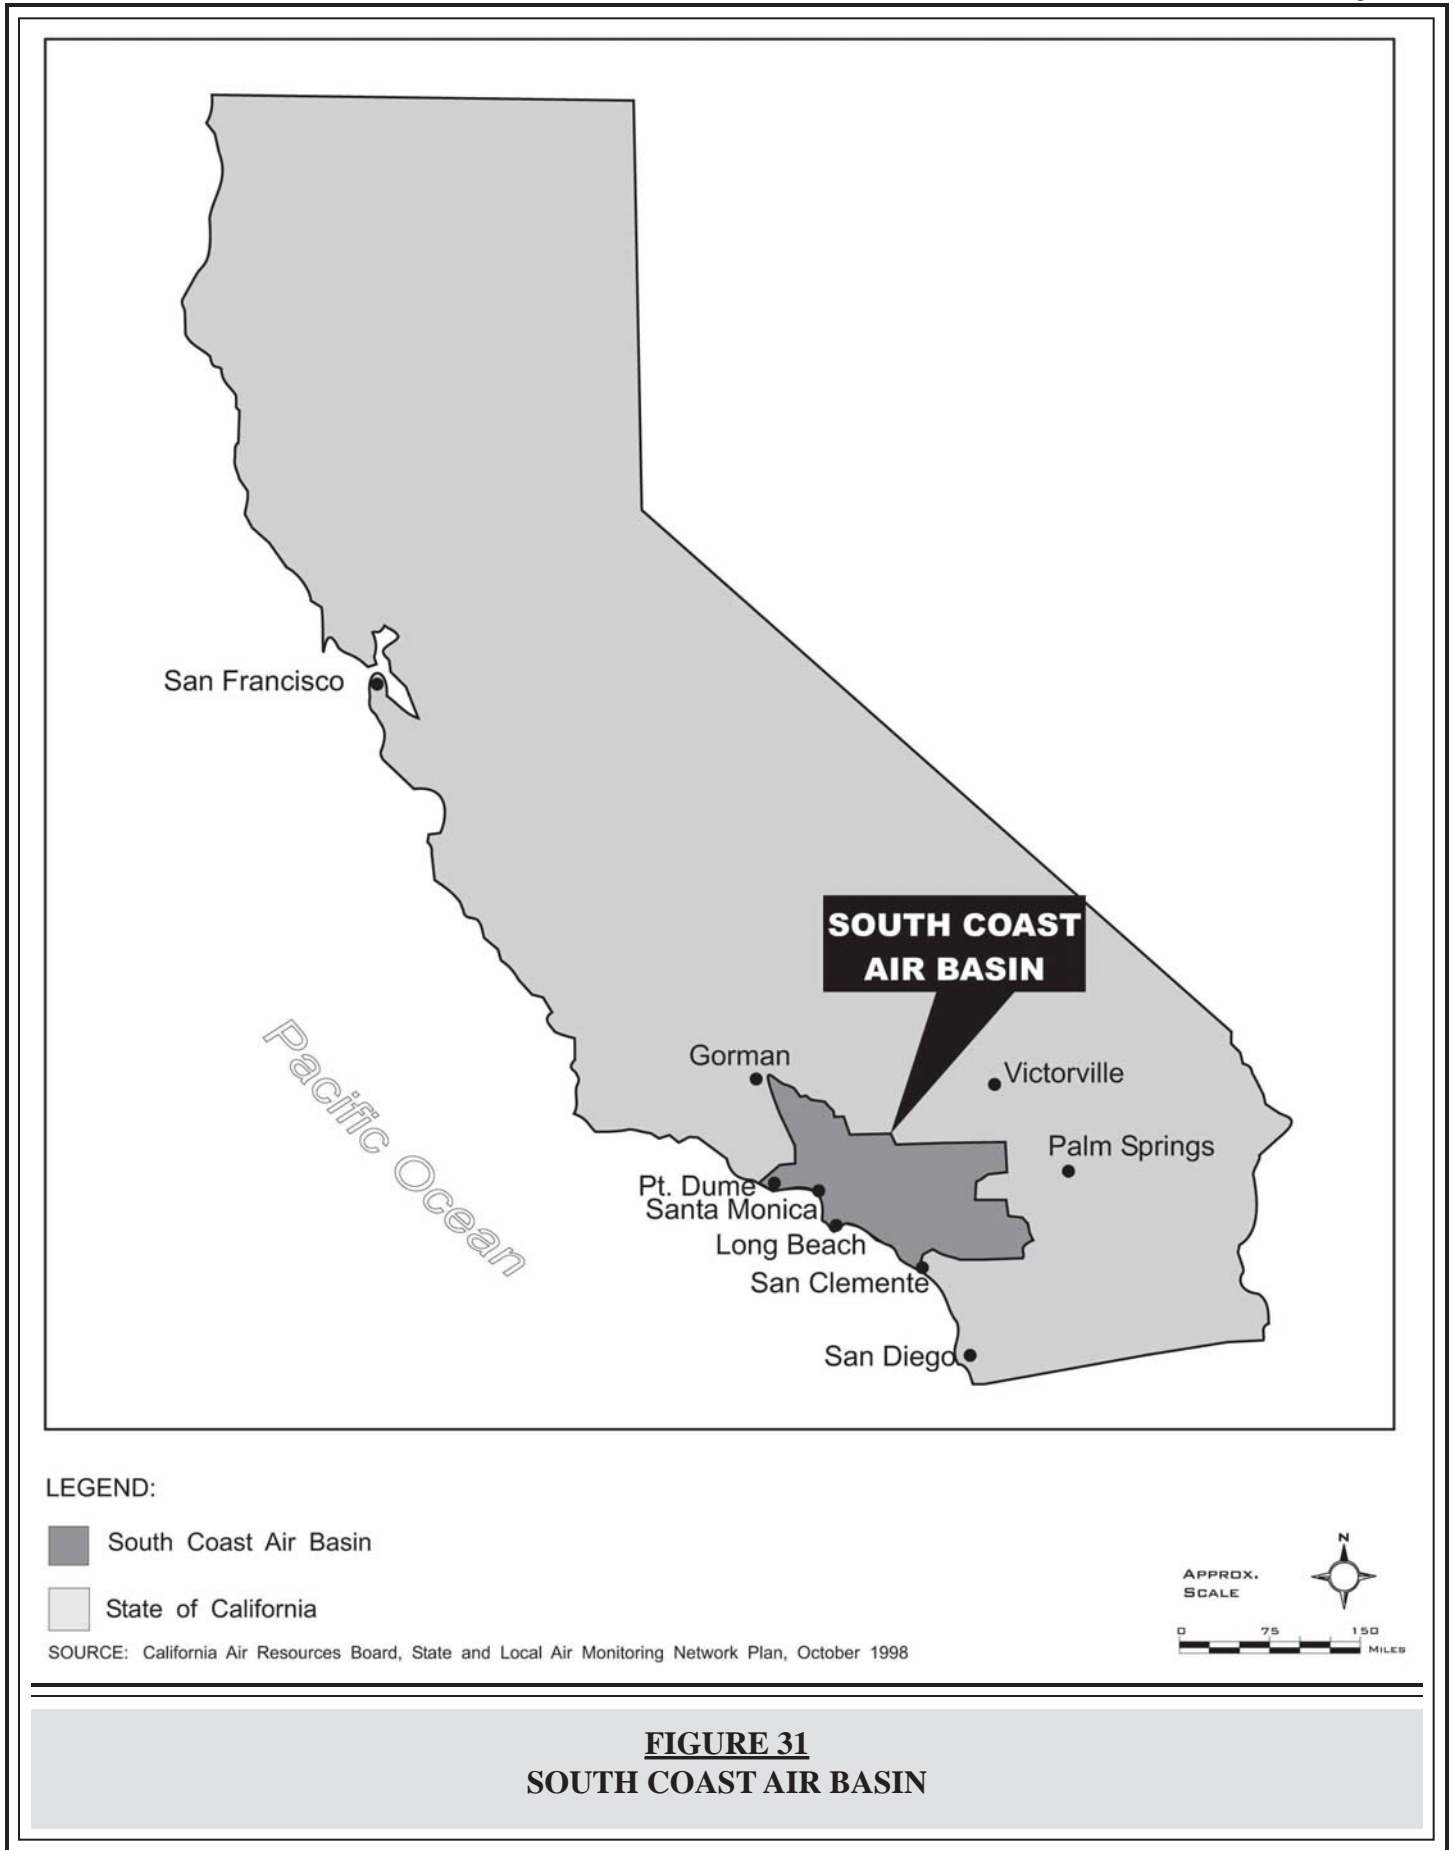 San Francisco
SOUTH COAST
AIR BASIN
Gorman
Victorville
Palm Springs
Pt. Dume
Santa Monica
Long Beach
San Clemente
San Diego
Pacific Ocean
LEGEND:
South Coast Air Basin
State of California
SOURCE: California Air Resources Board, State and Local Air Monitoring Network Plan, October 1998
N
APPROX.
SCALE
0 75 150
MILES
FIGURE 31
SOUTH COAST AIR BASIN